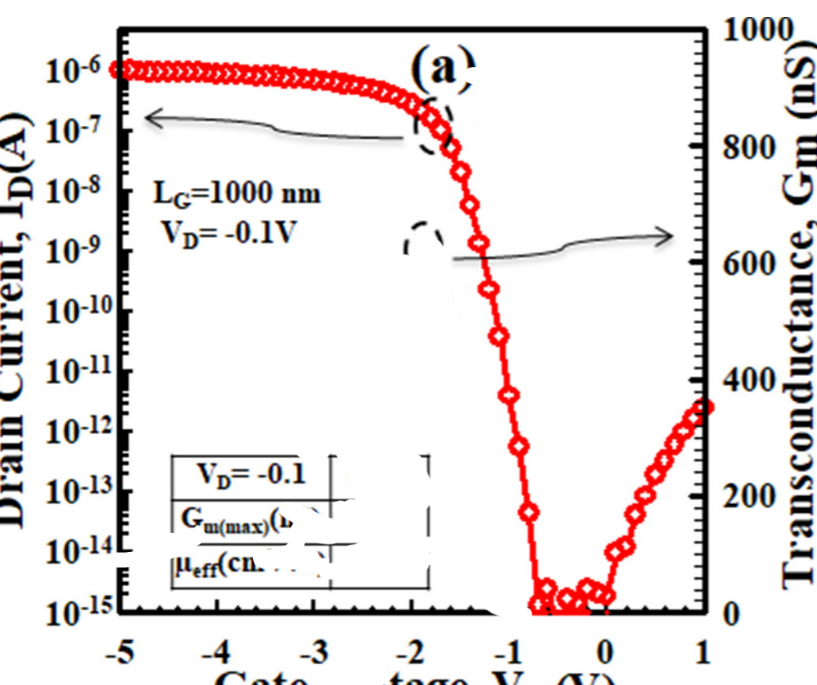 (a)
Drain Current, I_D(A)
10⁻⁶
10⁻⁷
10⁻⁸
10⁻⁹
10⁻¹⁰
10⁻¹¹
10⁻¹²
10⁻¹³
10⁻¹⁴
10⁻¹⁵
L_G=1000 nm
V_D= -0.1V
V_D= -0.1
G_m(max)
μ_eff
1000
800
600
400
200
0
Transconductance, Gm (nS)
-5 -4 -3 -2 -1 0 1
(V)